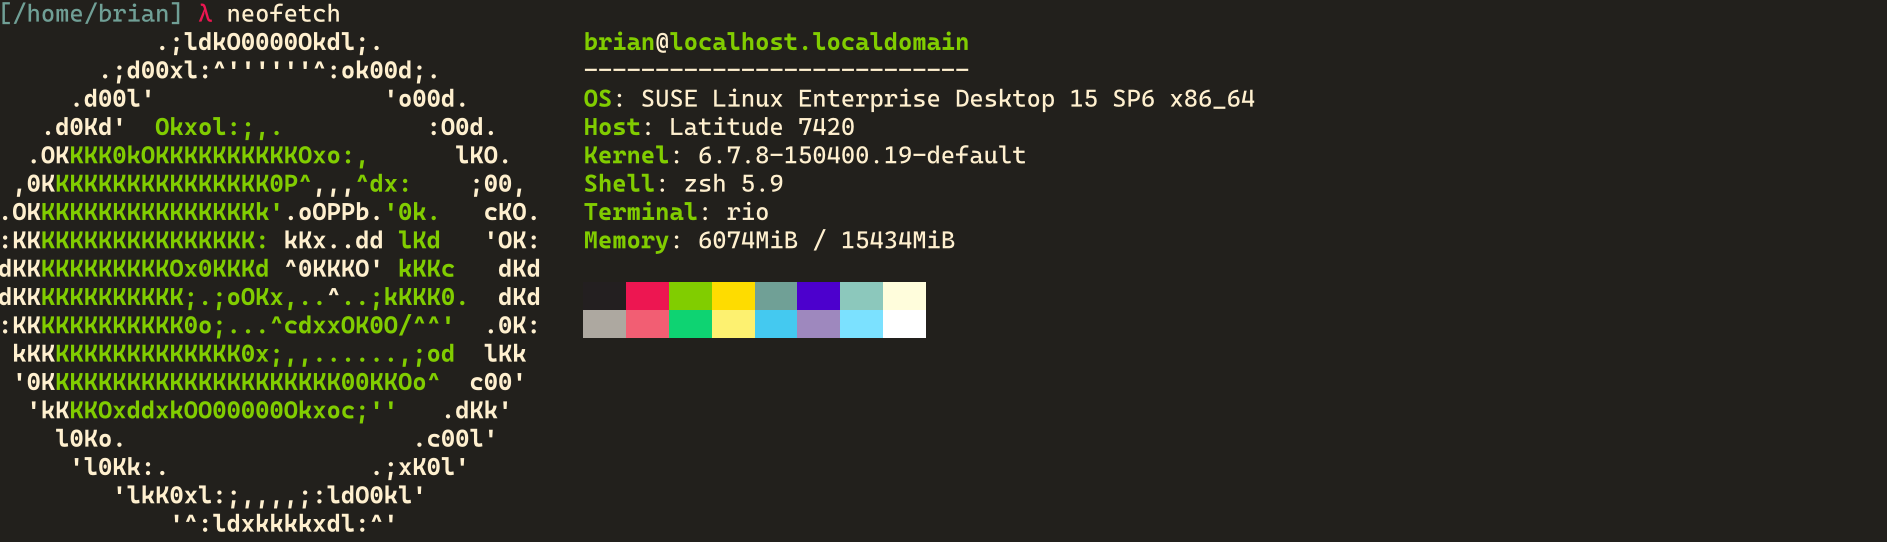 [/home/brian] λ neofetch
.;ldkO0000Okdl;.
.;d00xl:^''''''^:ok00d;.
.d00l' 'o00d.
.d0Kd' Okxol:;,. :O0d.
.OKKKK0kOKKKKKKKKKKOxo:, lKO.
,0KKKKKKKKKKKKKKKK0P^,,,^dx: ;00,
.OKKKKKKKKKKKKKKKKk'.oOPPb.'0k. cKO.
:KKKKKKKKKKKKKKKKK: kKx..dd lKd 'OK:
dKKKKKKKKKKKOx0KKKd ^0KKKO' kKKc dKd
dKKKKKKKKKKKK;.;oOKx,..^..;kKKK0. dKd
:KKKKKKKKKKKK0o;...^cdxxOK0O/^^' .0K:
kKKKKKKKKKKKKKKK0x;,,......,;od lKk
'0KKKKKKKKKKKKKKKKKKKKK00KKOo^ c00'
'kKKKOxddxkOO00000Okxoc;'' .dKk'
l0Ko. .c00l'
'l0Kk:. .;xK0l'
'lkK0xl:;,,,,;:ldO0kl'
'^:ldxkkkkxdl:^'
brian@localhost.localdomain
---------------------------
OS: SUSE Linux Enterprise Desktop 15 SP6 x86_64
Host: Latitude 7420
Kernel: 6.7.8-150400.19-default
Shell: zsh 5.9
Terminal: rio
Memory: 6074MiB / 15434MiB